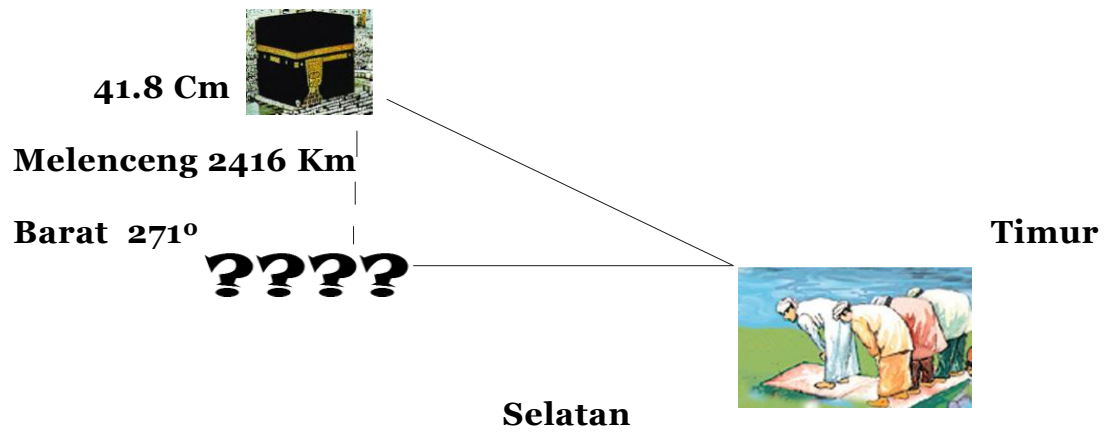 41.8 Cm
Melenceng 2416 Km
Barat 271º
Timur
????
Selatan